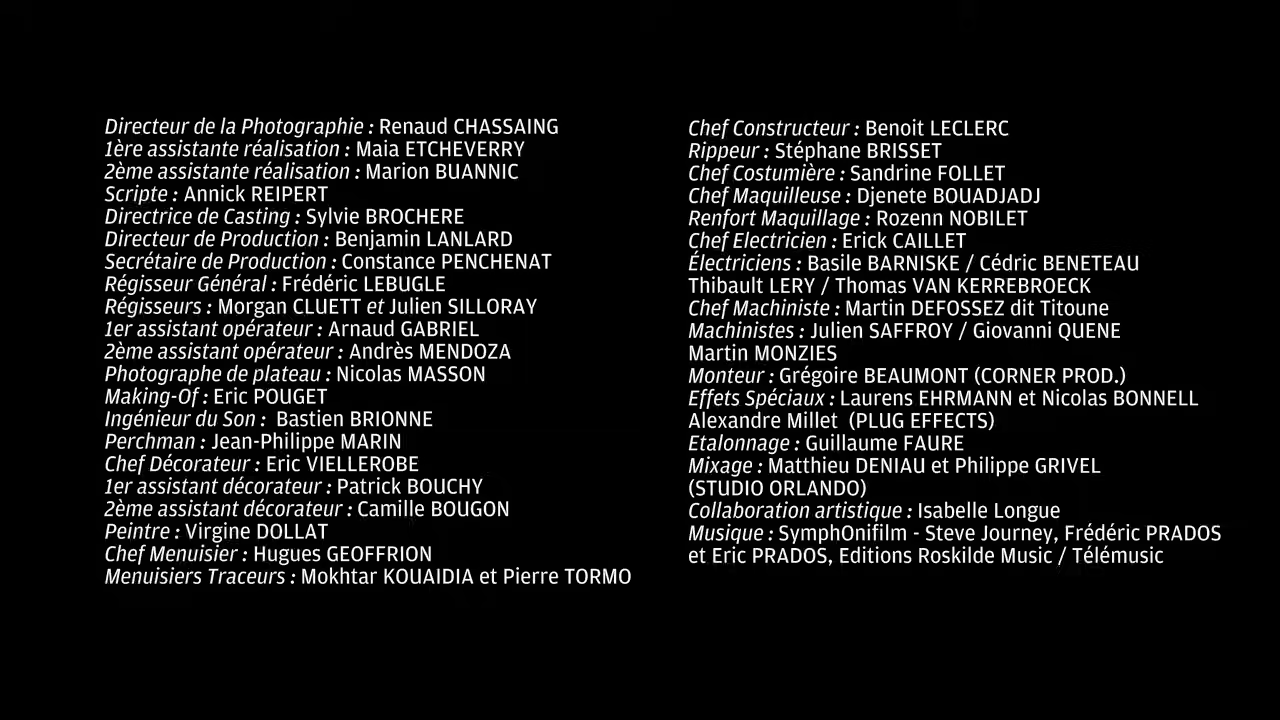 Directeur de la Photographie : Renaud CHASSAING
1ère assistante réalisation : Maia ETCHEVERRY
2ème assistante réalisation : Marion BUANNIC
Scripte : Annick REIPERT
Directrice de Casting : Sylvie BROCHERE
Directeur de Production : Benjamin LANLARD
Secrétaire de Production : Constance PENCHENAT
Régisseur Général : Frédéric LEBUGLE
Régisseurs : Morgan CLUETT et Julien SILLORAY
1er assistant opérateur : Arnaud GABRIEL
2ème assistant opérateur : Andrès MENDOZA
Photographe de plateau : Nicolas MASSON
Making-Of : Eric POUGET
Ingénieur du Son :  Bastien BRIONNE
Perchman : Jean-Philippe MARIN
Chef Décorateur : Eric VIELLEROBE
1er assistant décorateur : Patrick BOUCHY
2ème assistant décorateur : Camille BOUGON
Peintre : Virgine DOLLAT
Chef Menuisier : Hugues GEOFFRION
Menuisiers Traceurs : Mokhtar KOUAIDIA et Pierre TORMO
Chef Constructeur : Benoit LECLERC
Rippeur : Stéphane BRISSET
Chef Costumière : Sandrine FOLLET
Chef Maquilleuse : Djenete BOUADJADJ
Renfort Maquillage : Rozenn NOBILET
Chef Electricien : Erick CAILLET
Électriciens : Basile BARNISKE / Cédric BENETEAU
Thibault LERY / Thomas VAN KERREBROECK
Chef Machiniste : Martin DEFOSSEZ dit Titoune
Machinistes : Julien SAFFROY / Giovanni QUENE
Martin MONZIES
Monteur : Grégoire BEAUMONT (CORNER PROD.)
Effets Spéciaux : Laurens EHRMANN et Nicolas BONNELL
Alexandre Millet  (PLUG EFFECTS)
Etalonnage : Guillaume FAURE
Mixage : Matthieu DENIAU et Philippe GRIVEL
(STUDIO ORLANDO)
Collaboration artistique : Isabelle Longue
Musique : SymphOnifilm - Steve Journey, Frédéric PRADOS
et Eric PRADOS, Editions Roskilde Music / Télémusic